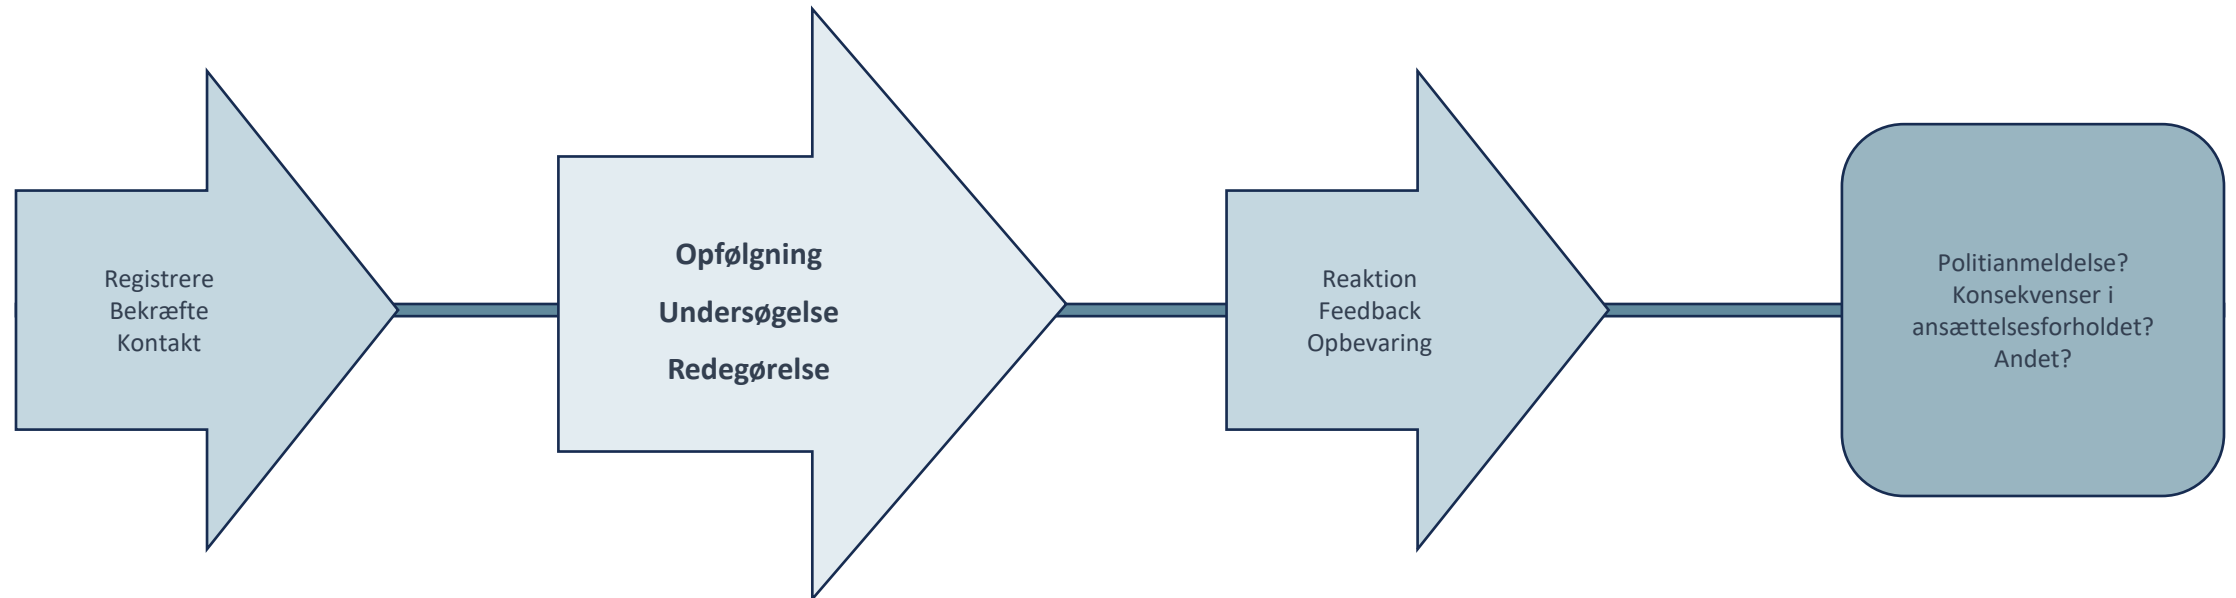 Registrere
Bekræfte
Kontakt
Opfølgning
Undersøgelse
Redegørelse
Reaktion
Feedback
Opbevaring
Politianmeldelse?
Konsekvenser i
ansættelsesforholdet?
Andet?